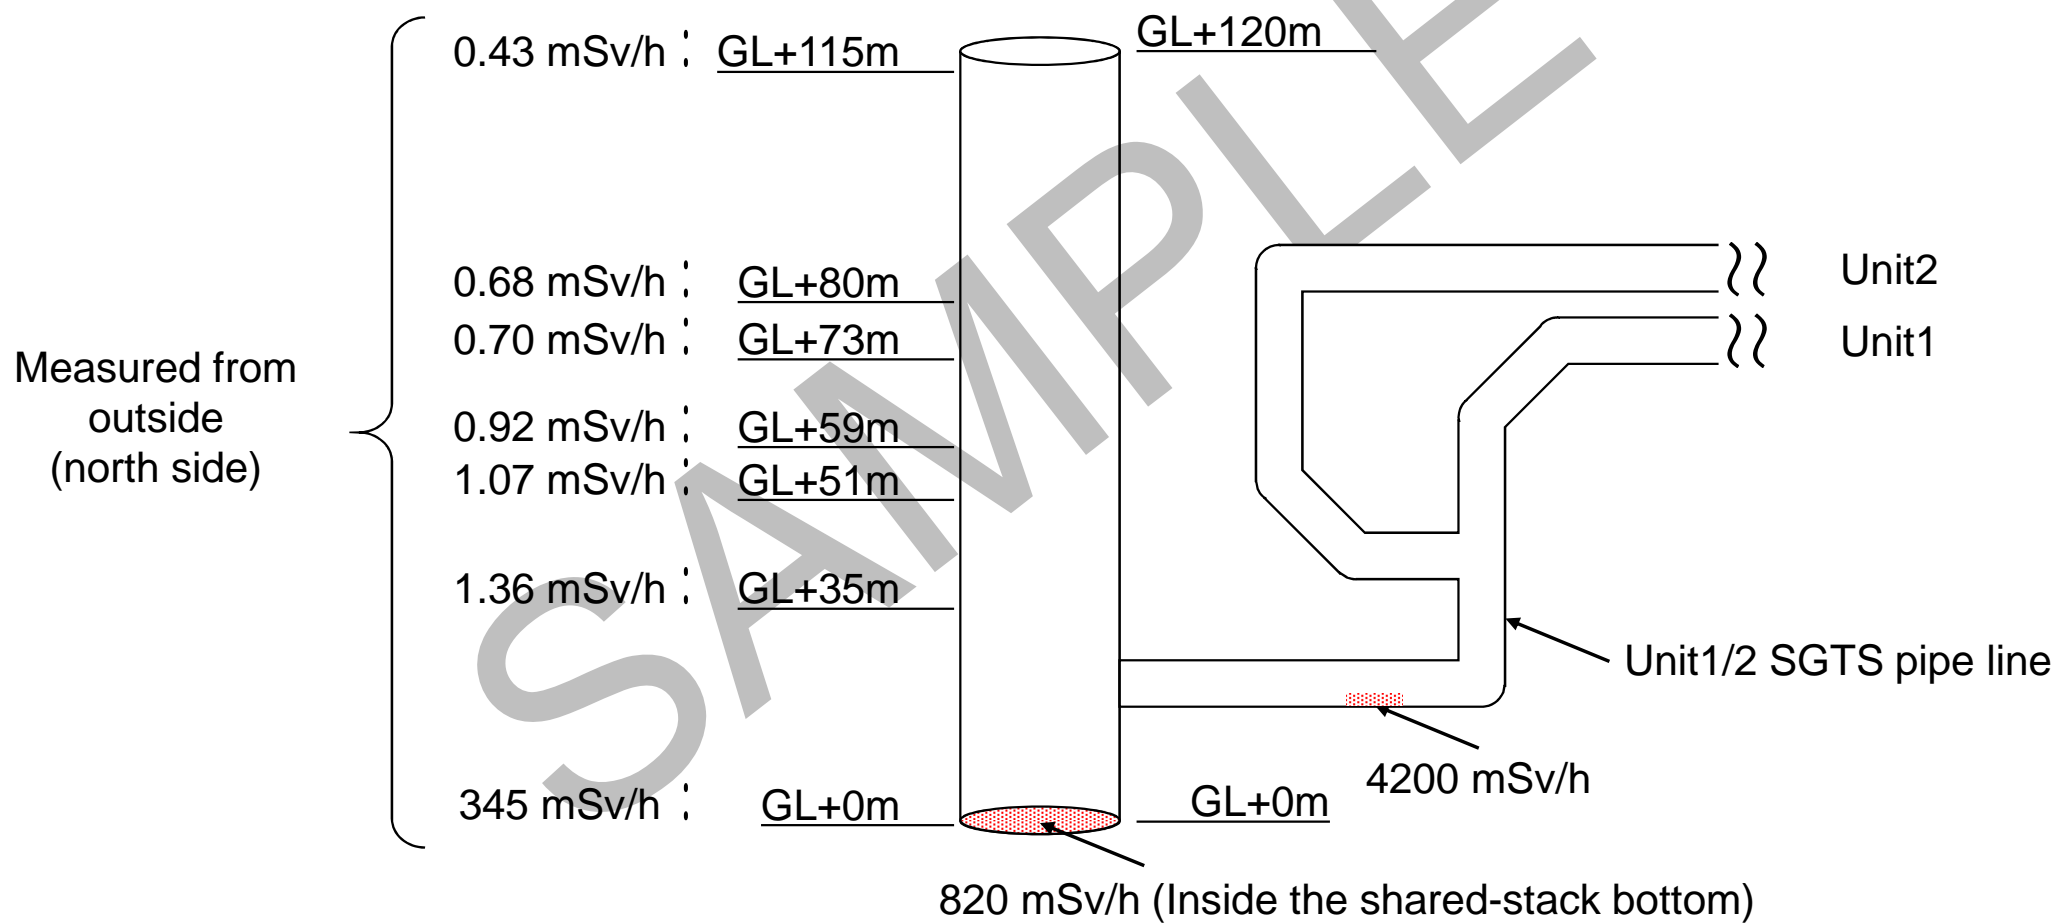 0.43 mSv/h : GL+115m
GL+120m
0.68 mSv/h : GL+80m
0.70 mSv/h : GL+73m
0.92 mSv/h : GL+59m
1.07 mSv/h : GL+51m
1.36 mSv/h : GL+35m
345 mSv/h : GL+0m
GL+0m
Measured from
outside
(north side)
Unit2
Unit1
Unit1/2 SGTS pipe line
4200 mSv/h
820 mSv/h (Inside the shared-stack bottom)
SAMPLE